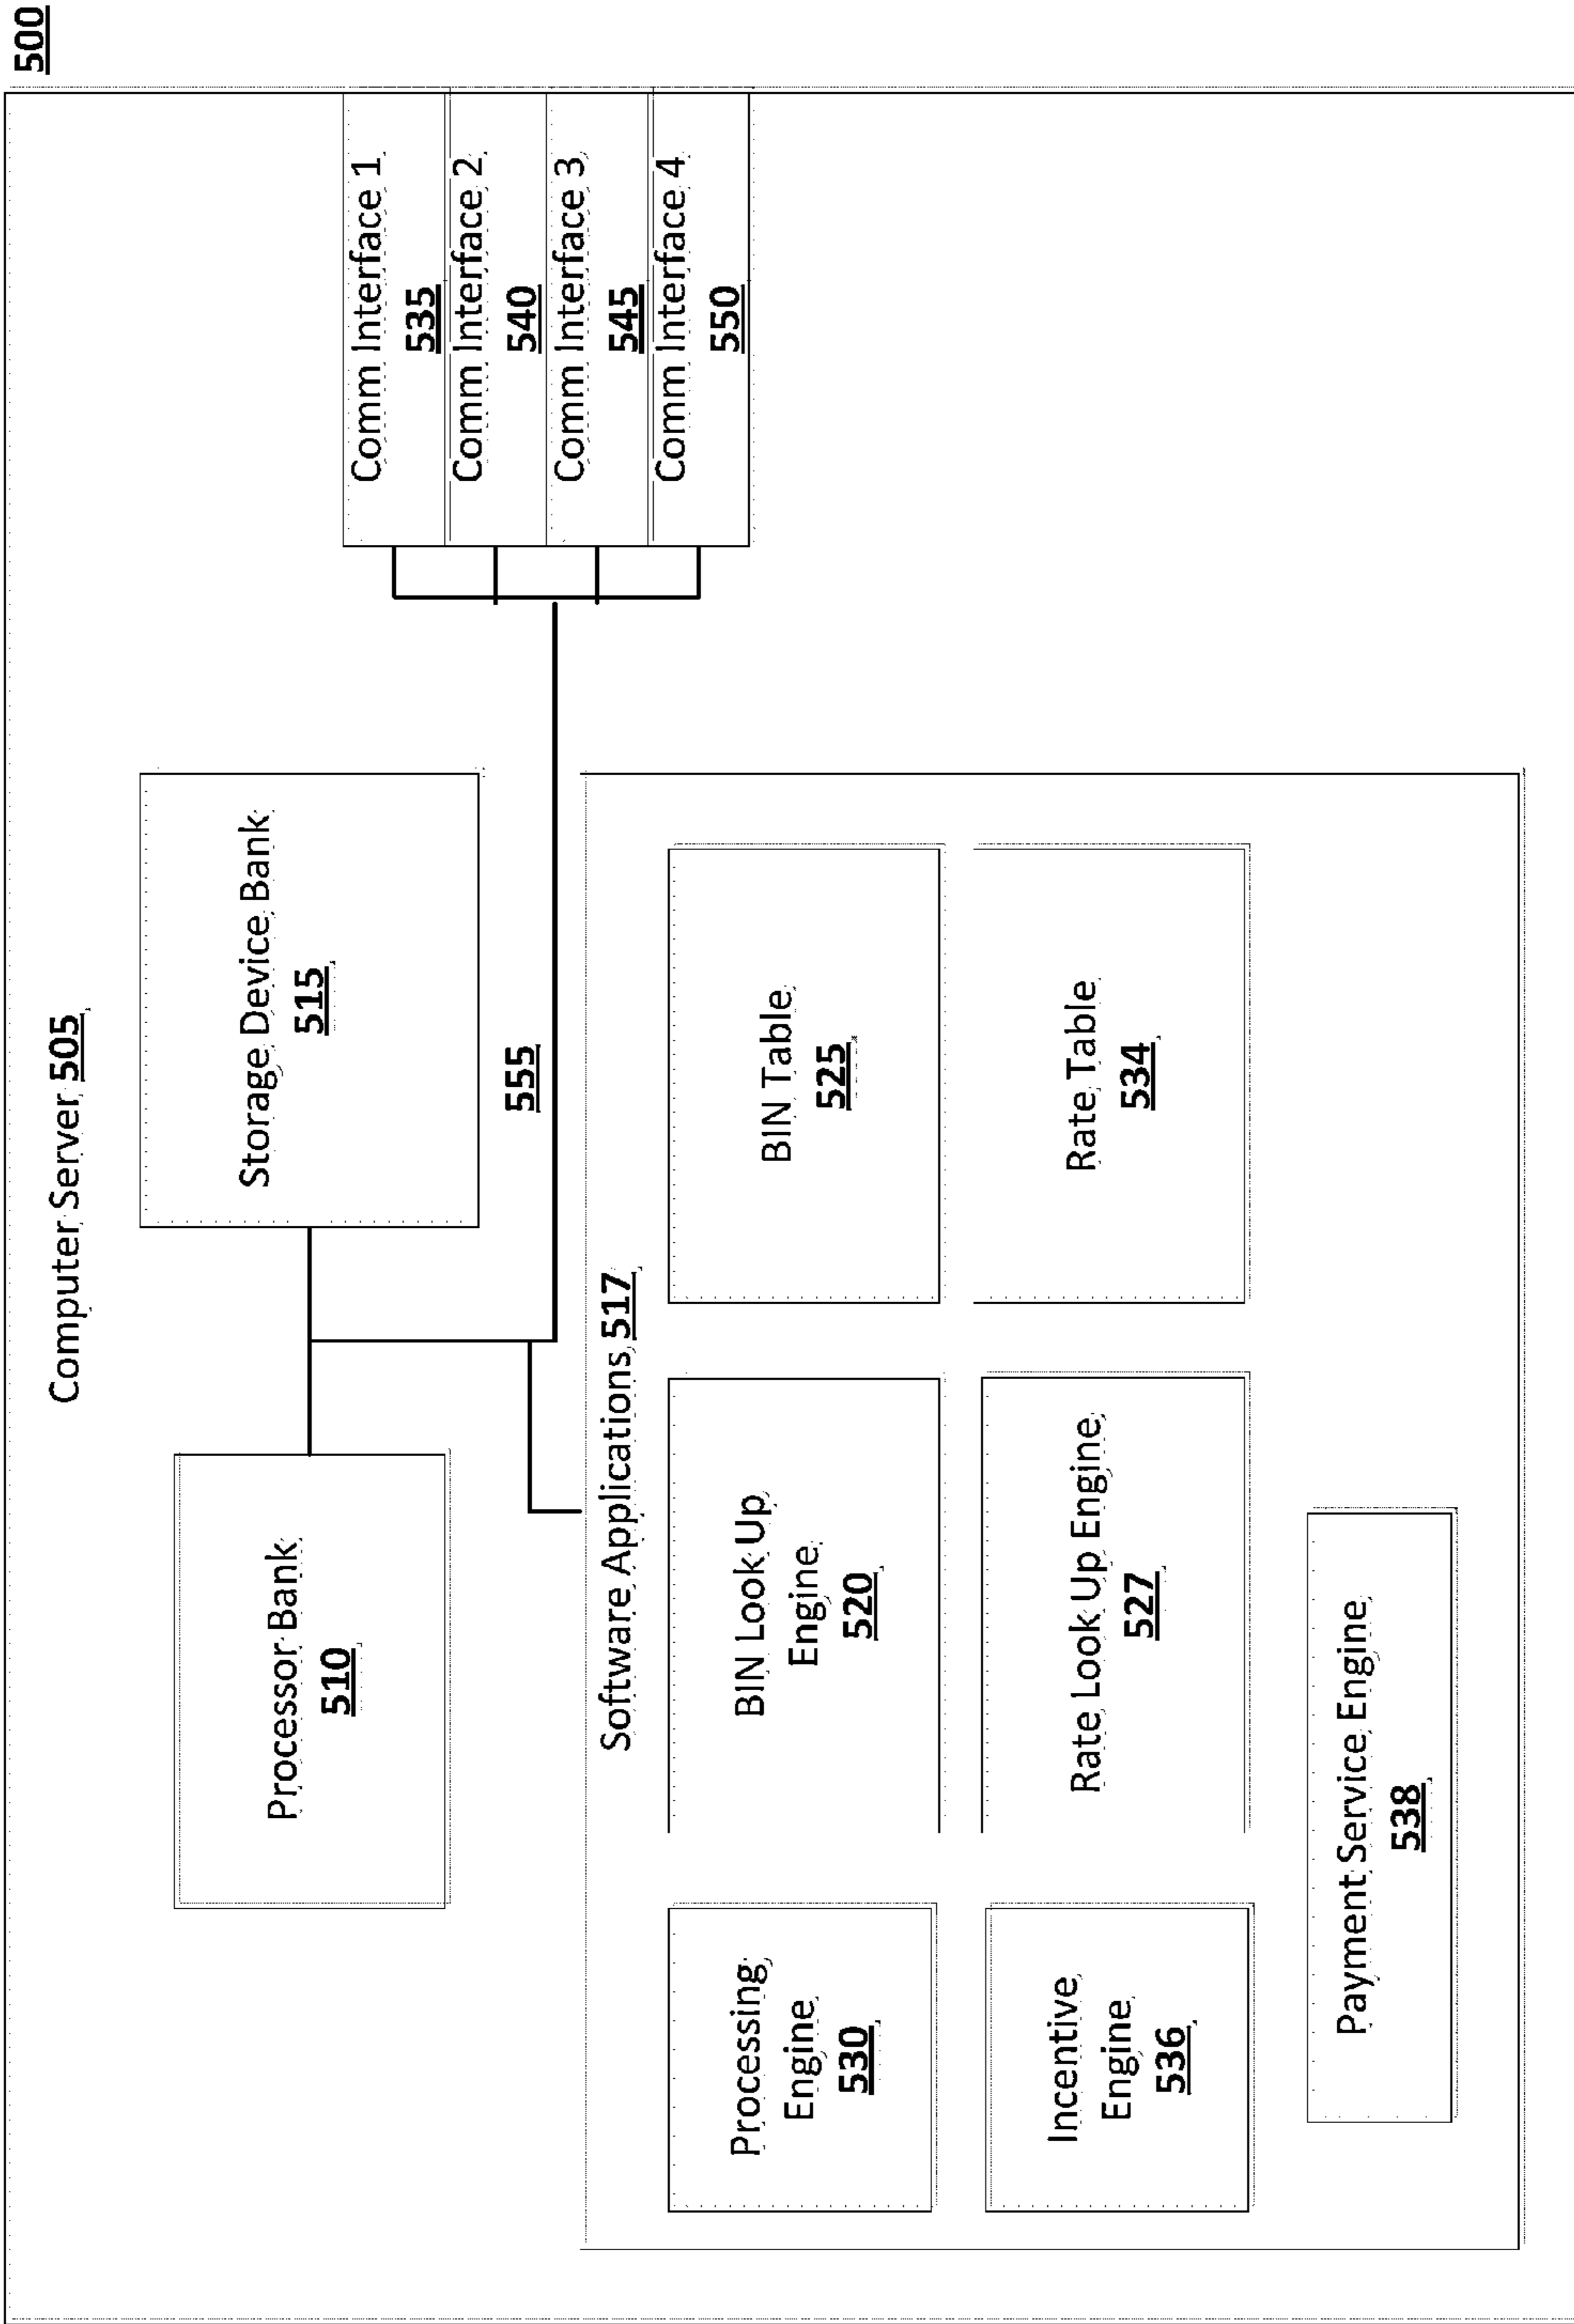 500
Computer Server 505
Processor Bank
510
Storage Device Bank
515
555
Comm Interface 1
535
Comm Interface 2
540
Comm Interface 3
545
Comm Interface 4
550
Software Applications 517
Processing
Engine
530
BIN Look Up
Engine
520
BIN Table
525
Incentive
Engine
536
Rate Look Up Engine
527
Rate Table
534
Payment Service Engine
538